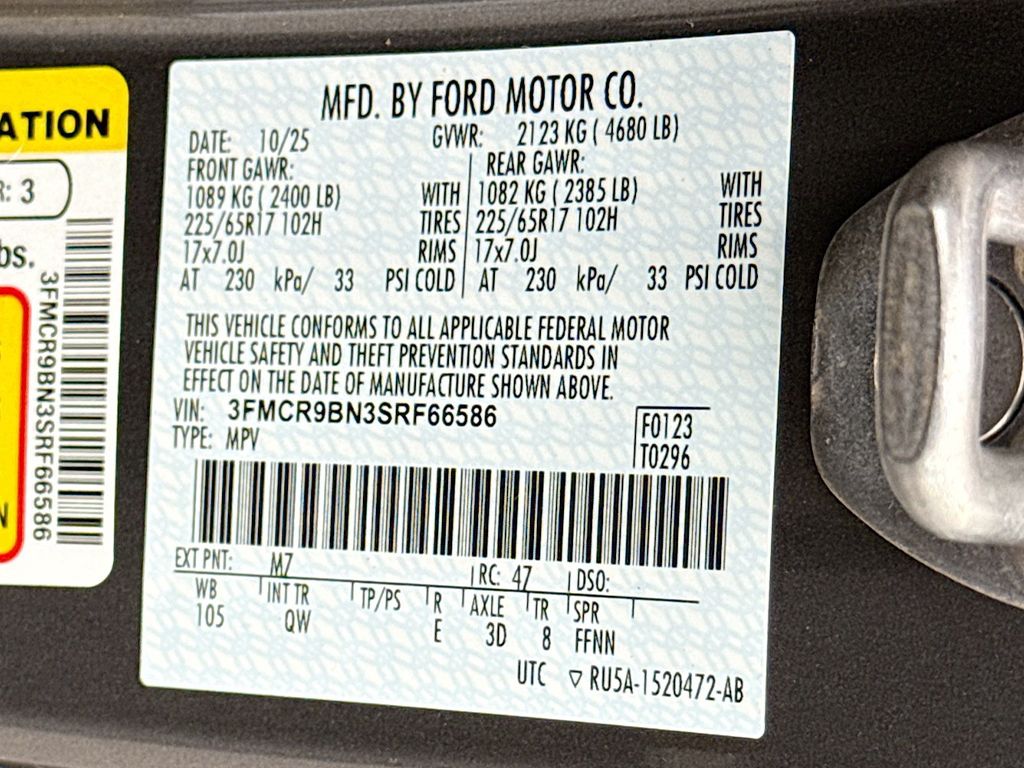 ATION
R: 3
bs.
3FMCR9BN3SRF66586
N
MFD. BY FORD MOTOR CO.
DATE: 10/25 GVWR: 2123 KG ( 4680 LB)
FRONT GAWR: REAR GAWR:
1089 KG ( 2400 LB) WITH 1082 KG ( 2385 LB) WITH
225/65R17 102H TIRES 225/65R17 102H TIRES
17x7.0J RIMS 17x7.0J RIMS
AT 230 kPa/ 33 PSI COLD AT 230 kPa/ 33 PSI COLD
THIS VEHICLE CONFORMS TO ALL APPLICABLE FEDERAL MOTOR
VEHICLE SAFETY AND THEFT PREVENTION STANDARDS IN
EFFECT ON THE DATE OF MANUFACTURE SHOWN ABOVE.
VIN: 3FMCR9BN3SRF66586
TYPE: MPV
F0123
T0296
EXT PNT: M7 RC: 47 DSO:
WB INT TR TP/PS R AXLE TR SPR
105 QW E 3D 8 FFNN
UTC ▽ RU5A-1520472-AB